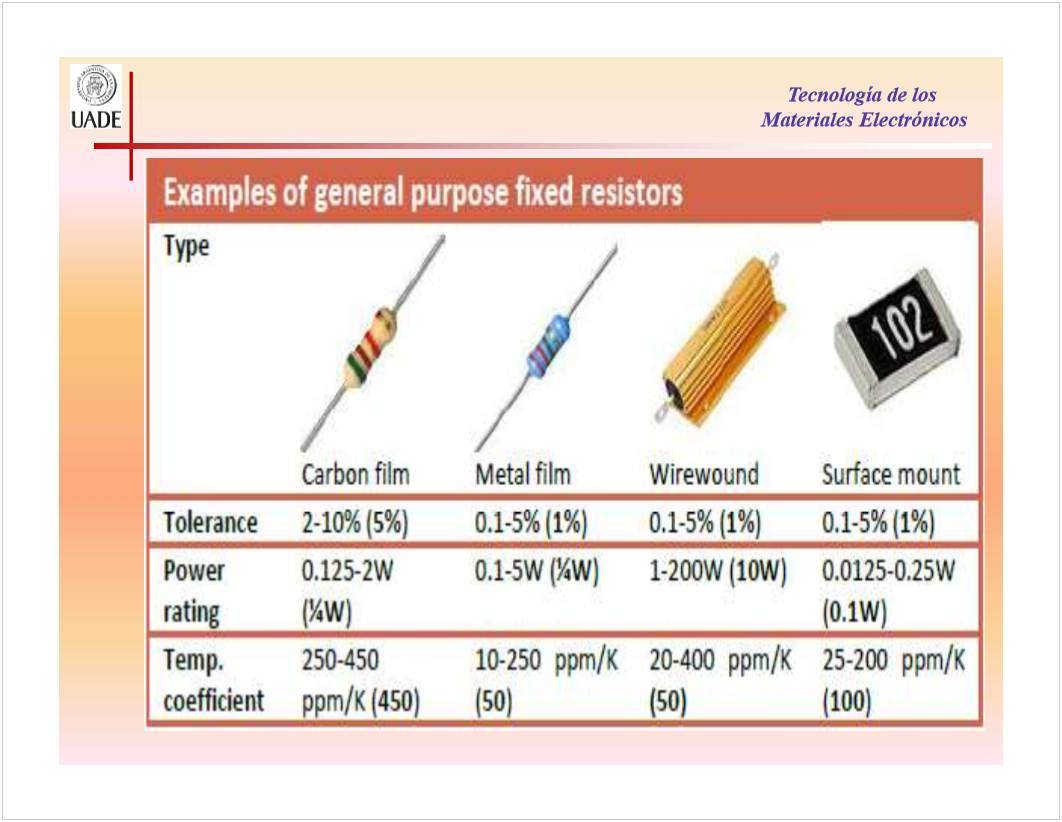 UADE
Tecnología de los
Materiales Electrónicos
Examples of general purpose fixed resistors
Type
102
Carbon film Metal film Wirewound Surface mount
Tolerance 2-10% (5%) 0.1-5% (1%) 0.1-5% (1%) 0.1-5% (1%)
Power 0.125-2W 0.1-5W (¼W) 1-200W (10W) 0.0125-0.25W
rating (¼W) (0.1W)
Temp. 250-450 10-250 ppm/K 20-400 ppm/K 25-200 ppm/K
coefficient ppm/K (450) (50) (50) (100)